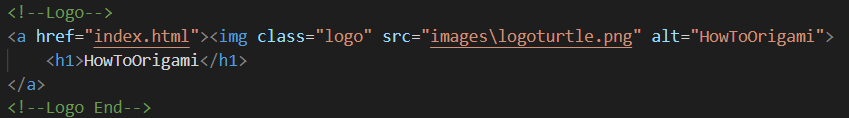 <!--Logo-->
<a href="index.html"><img class="logo" src="images\logoturtle.png" alt="HowToOrigami">
    <h1>HowToOrigami</h1>
</a>
<!--Logo End-->